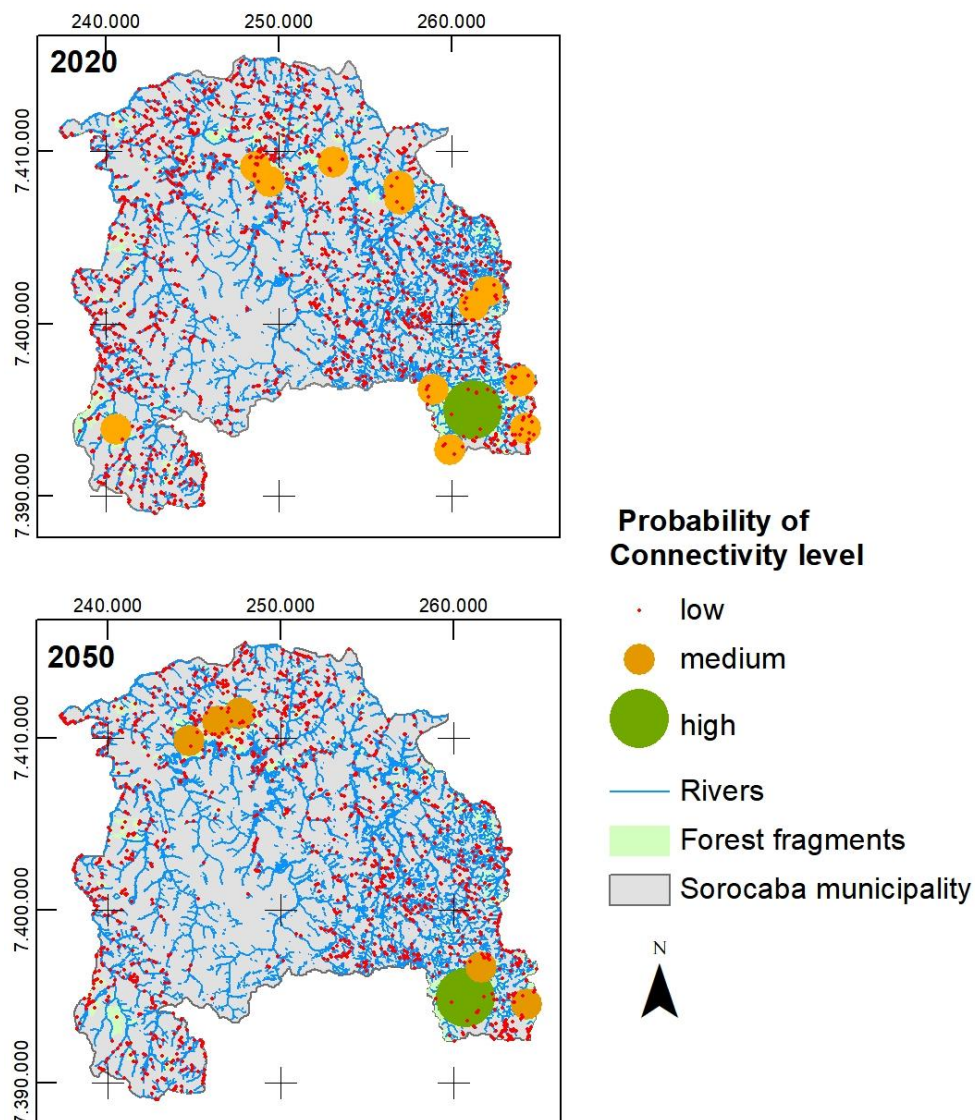 240.000 250.000 260.000
2020
7.410.000
7.400.000
7.390.000
240.000 250.000 260.000
2050
7.410.000
7.400.000
7.390.000
Probability of
Connectivity level
low
medium
high
Rivers
Forest fragments
Sorocaba municipality
N